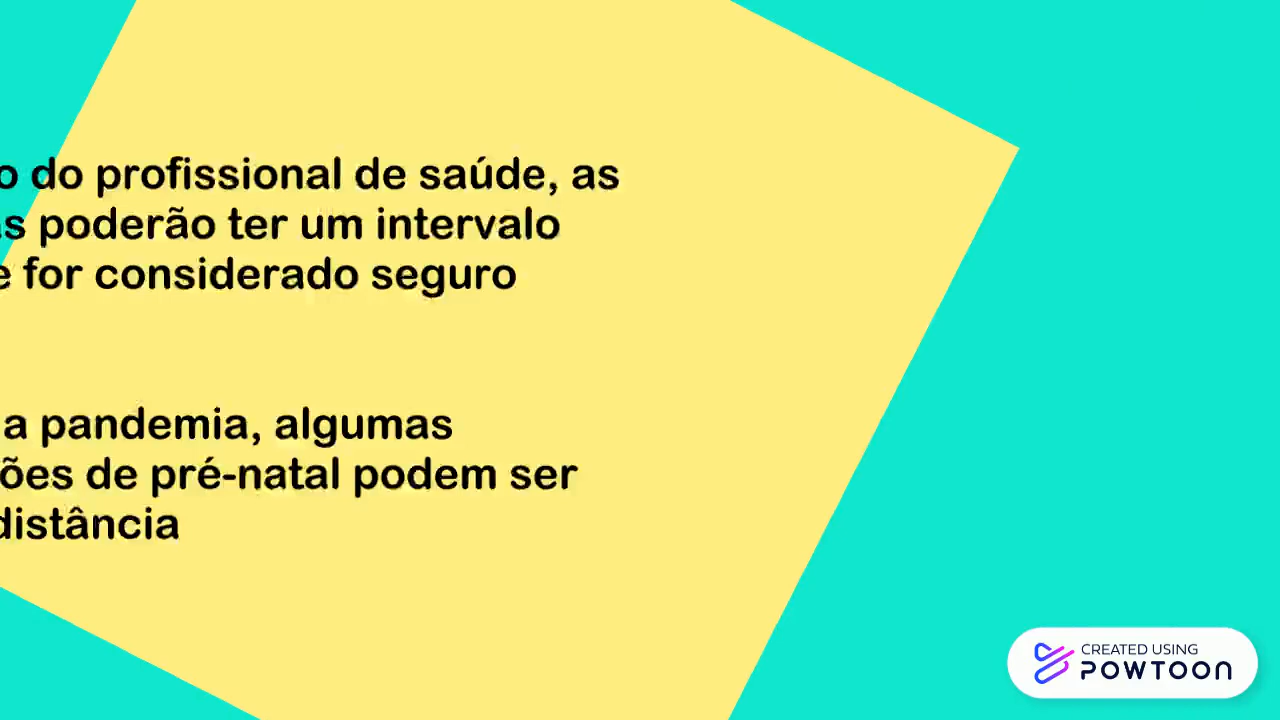 o do profissional de saúde, as
s poderão ter um intervalo
e for considerado seguro
a pandemia, algumas
ões de pré-natal podem ser
distância
CREATED USING
POWTOON